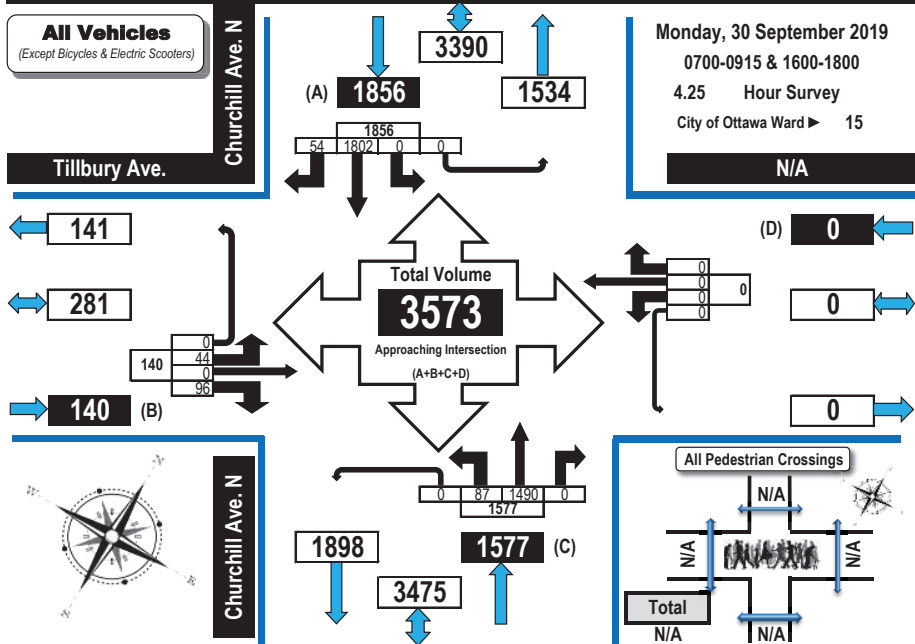 All Vehicles
(Except Bicycles & Electric Scooters)
Churchill Ave. N
Tillbury Ave.
3390
(A) 1856
1534
Monday, 30 September 2019
0700-0915 & 1600-1800
4.25 Hour Survey
City of Ottawa Ward ► 15
N/A
1856
54 1802 0 0
141
281
0
44
140
0
96
140 (B)
Total Volume
3573
Approaching Intersection
(A+B+C+D)
(D) 0
0
0
0
0
0
0
0
0 87 1490 0
1577
Churchill Ave. N
1898
1577 (C)
3475
N
W
E
S
All Pedestrian Crossings
N/A
N/A
N/A
Total
N/A
N/A